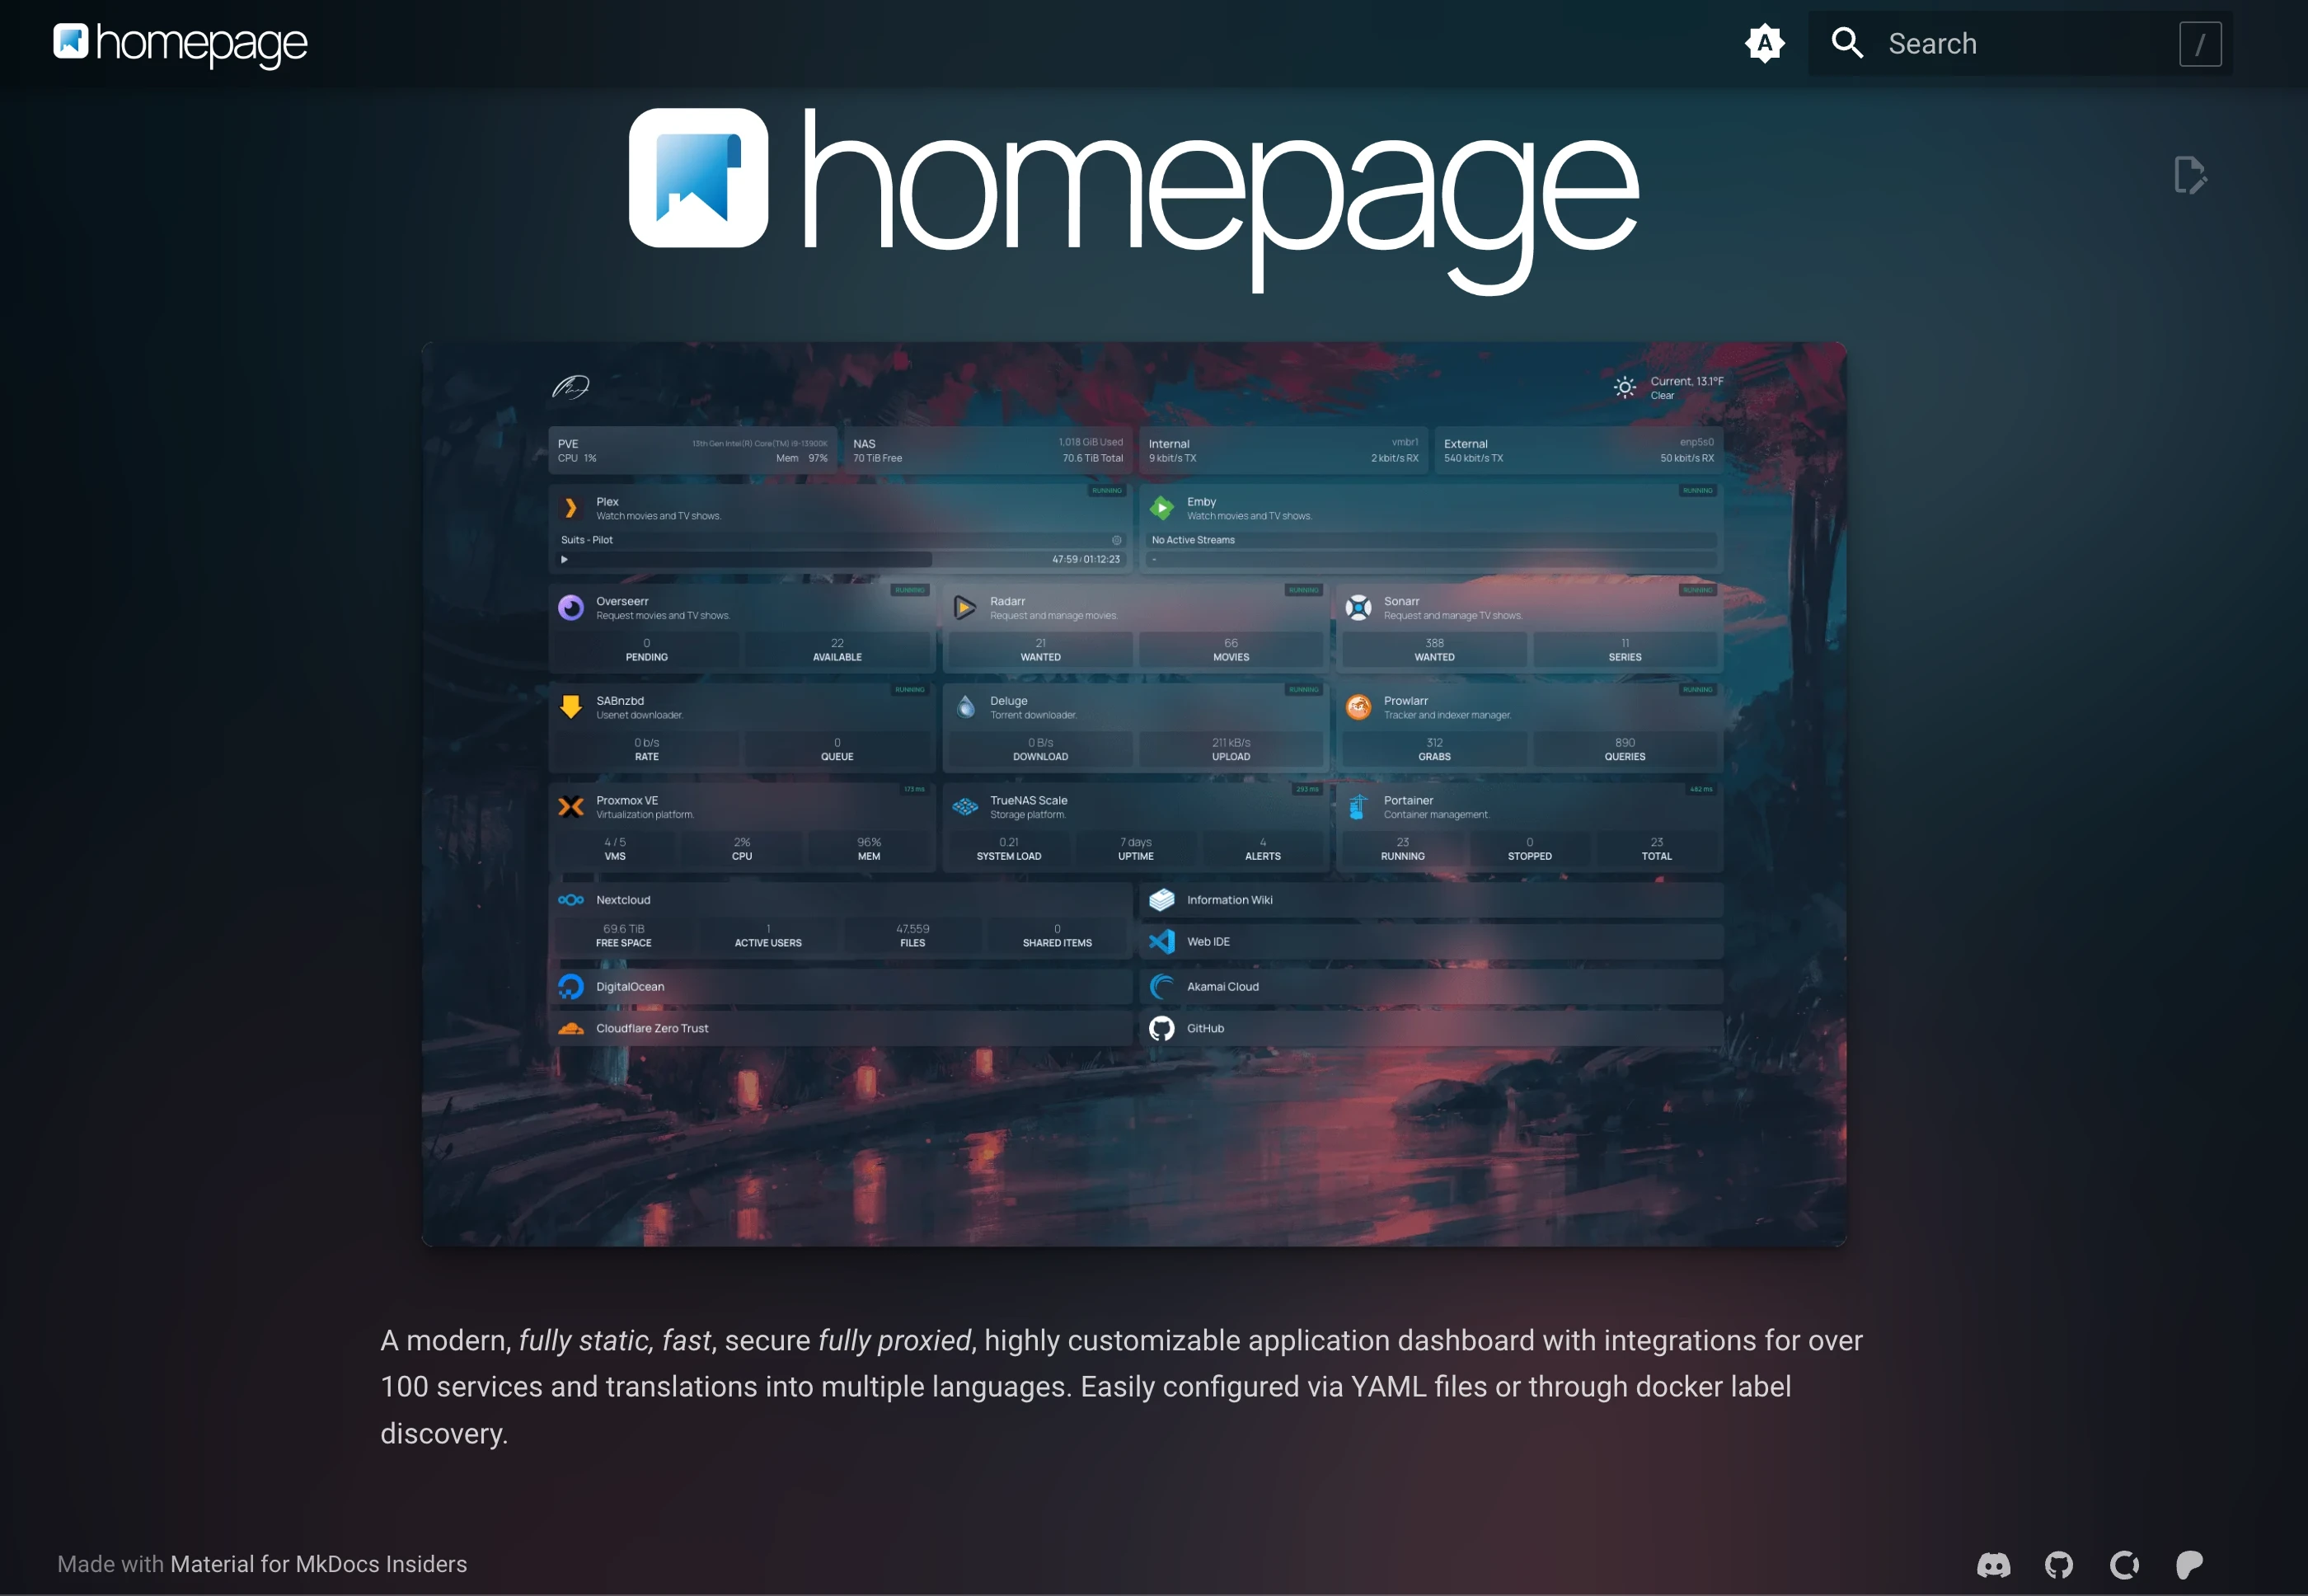 homepage
A
Search
/
homepage
Current, 13.1°F
Clear
PVE
13th Gen Intel(R) Core(TM) i9-13900K
CPU 1%
Mem 97%
NAS
1,018 GiB Used
70 TiB Free
70.6 TiB Total
Internal
vmbr1
9 kbit/s TX
2 kbit/s RX
External
enp5s0
540 kbit/s TX
50 kbit/s RX
Plex
RUNNING
Watch movies and TV shows.
Suits - Pilot
47:59 / 01:12:23
Emby
RUNNING
Watch movies and TV shows.
No Active Streams
-
Overseerr
RUNNING
Request movies and TV shows.
0
PENDING
22
AVAILABLE
Radarr
RUNNING
Request and manage movies.
21
WANTED
66
MOVIES
Sonarr
RUNNING
Request and manage TV shows.
388
WANTED
11
SERIES
SABnzbd
RUNNING
Usenet downloader.
0 b/s
RATE
0
QUEUE
Deluge
RUNNING
Torrent downloader.
0 B/s
DOWNLOAD
211 kB/s
UPLOAD
Prowlarr
RUNNING
Tracker and indexer manager.
312
GRABS
890
QUERIES
Proxmox VE
173 ms
Virtualization platform.
4 / 5
VMS
2%
CPU
96%
MEM
TrueNAS Scale
293 ms
Storage platform.
0.21
SYSTEM LOAD
7 days
UPTIME
4
ALERTS
Portainer
482 ms
Container management.
23
RUNNING
0
STOPPED
23
TOTAL
Nextcloud
69.6 TiB
FREE SPACE
1
ACTIVE USERS
47,559
FILES
0
SHARED ITEMS
Information Wiki
Web IDE
DigitalOcean
Akamai Cloud
Cloudflare Zero Trust
GitHub
A modern, fully static, fast, secure fully proxied, highly customizable application dashboard with integrations for over
100 services and translations into multiple languages. Easily configured via YAML files or through docker label
discovery.
Made with Material for MkDocs Insiders